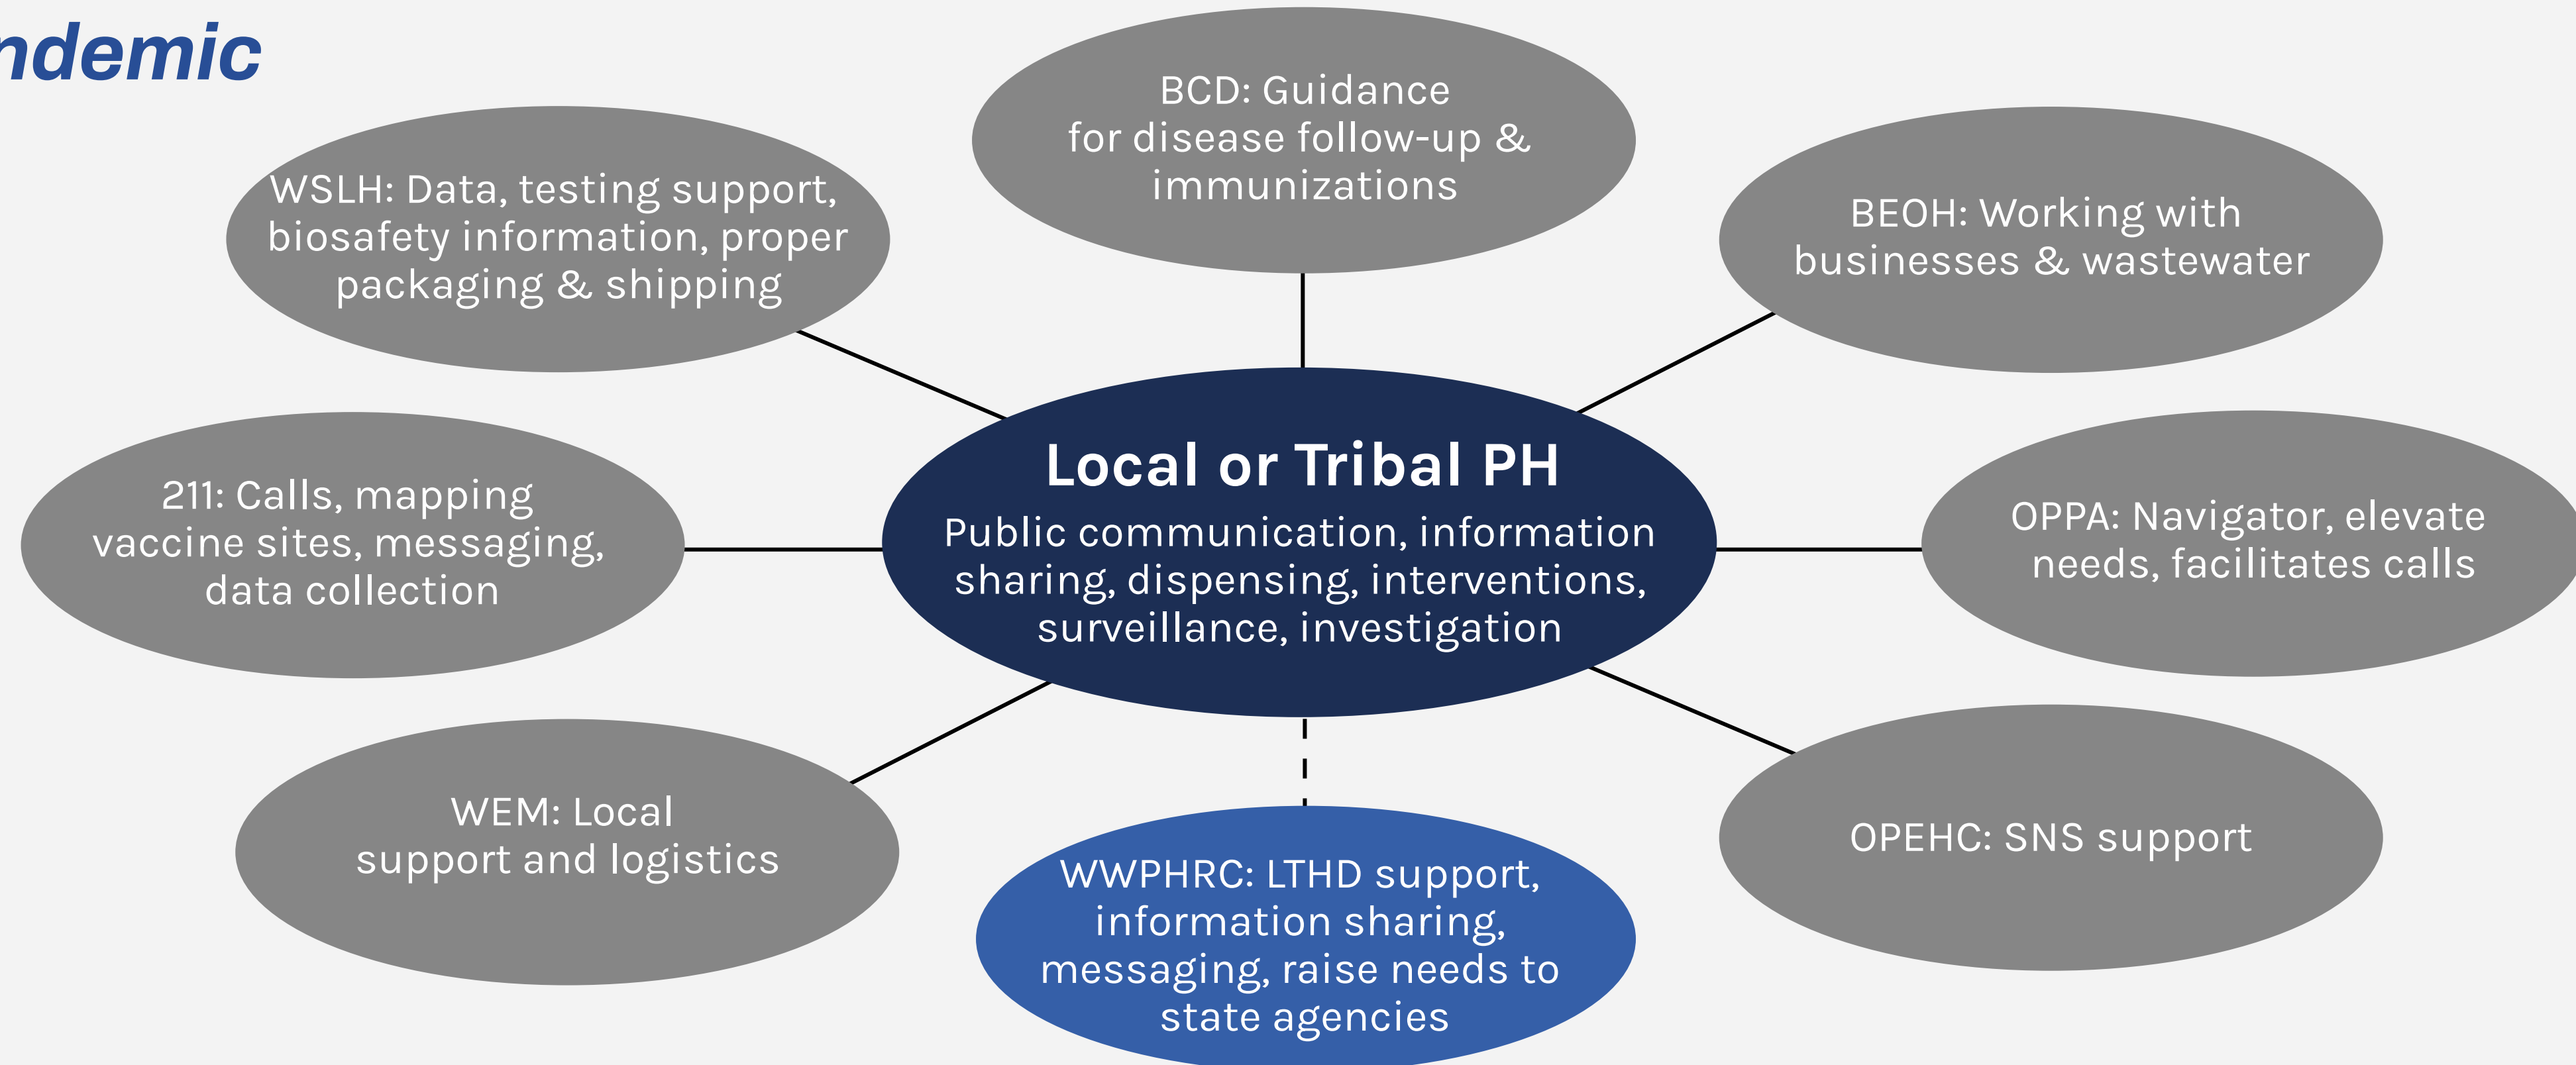 ndemic
BCD: Guidance
for disease follow-up &
immunizations
WSLH: Data, testing support,
biosafety information, proper
packaging & shipping
BEOH: Working with
businesses & wastewater
211: Calls, mapping
vaccine sites, messaging,
data collection
Local or Tribal PH
Public communication, information
sharing, dispensing, interventions,
surveillance, investigation
OPPA: Navigator, elevate
needs, facilitates calls
WEM: Local
support and logistics
WWPHRC: LTHD support,
information sharing,
messaging, raise needs to
state agencies
OPEHC: SNS support